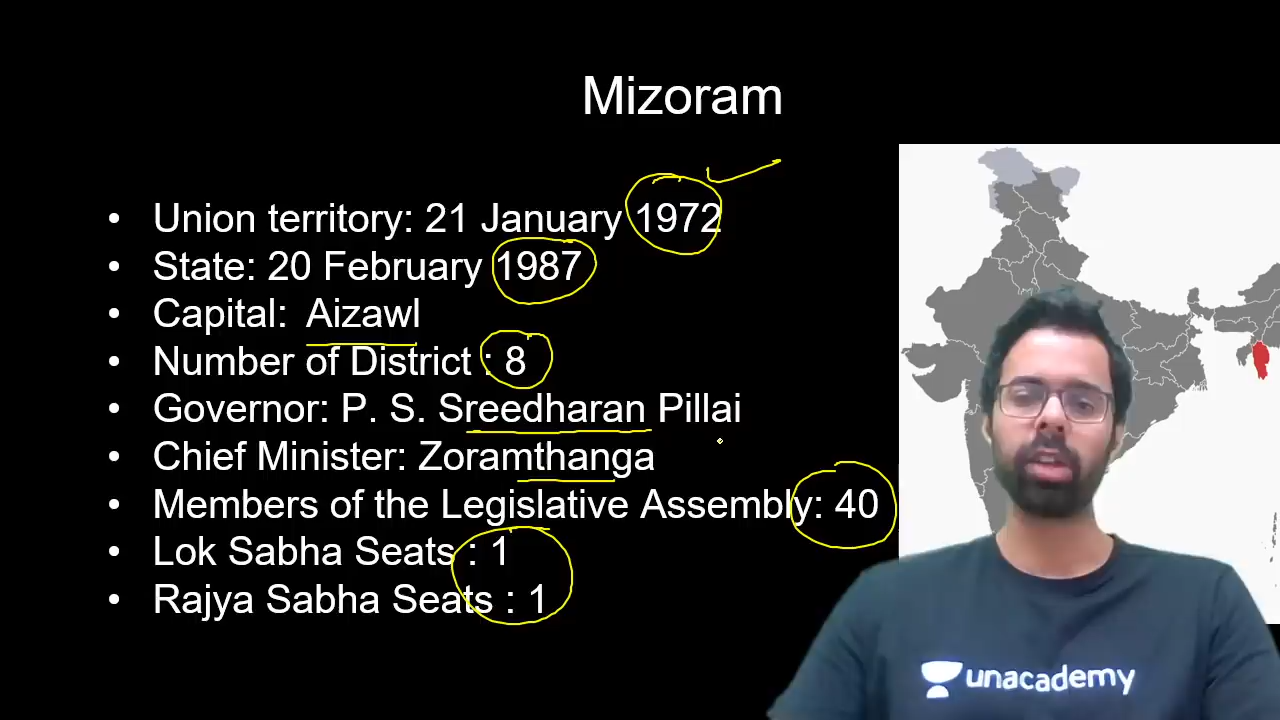 Mizoram
• Union territory: 21 January 1972
• State: 20 February 1987
• Capital: Aizawl
• Number of District : 8
• Governor: P. S. Sreedharan Pillai
• Chief Minister: Zoramthanga
• Members of the Legislative Assembly: 40
• Lok Sabha Seats : 1
• Rajya Sabha Seats : 1
unacademy